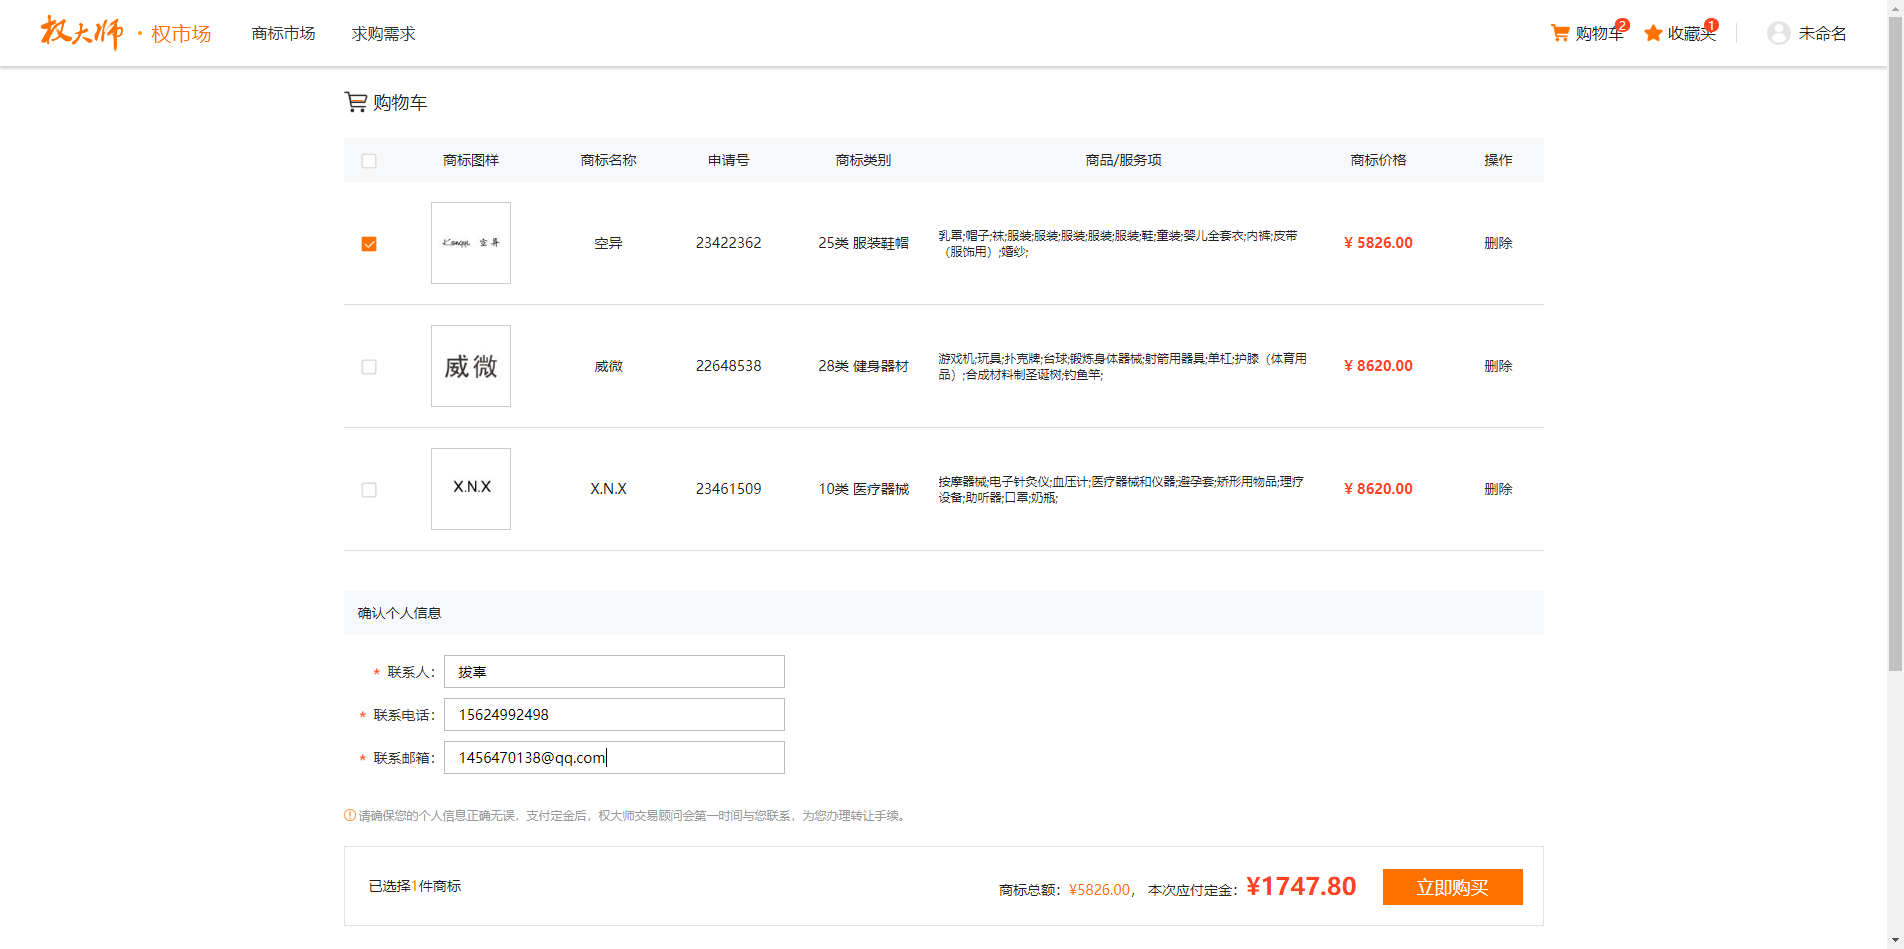 权大师 · 权市场 商标市场 求购需求 购物车 2 收藏夹 1 未命名
购物车
商标图样 商标名称 申请号 商标类别 商品/服务项 商标价格 操作
Kongyi 空异 空异 23422362 25类 服装鞋帽 乳罩;帽子;袜;服装;服装;服装;服装;服装;鞋;童装;婴儿全套衣;内裤;皮带
（服饰用）;婚纱; ¥ 5826.00 删除
威微 威微 22648538 28类 健身器材 游戏机;玩具;扑克牌;台球;锻炼身体器械;射箭用器具;单杠;护膝（体育用
品）;合成材料制圣诞树;钓鱼竿; ¥ 8620.00 删除
X.N.X X.N.X 23461509 10类 医疗器械 按摩器械;电子针灸仪;血压计;医疗器械和仪器;避孕套;矫形用物品;理疗
设备;助听器;口罩;奶瓶; ¥ 8620.00 删除
确认个人信息
* 联系人: 拔辜
* 联系电话: 15624992498
* 联系邮箱: 1456470138@qq.com
请确保您的个人信息正确无误，支付定金后，权大师交易顾问会第一时间与您联系，为您办理转让手续。
已选择1件商标 商标总额：¥5826.00， 本次应付定金：¥1747.80 立即购买